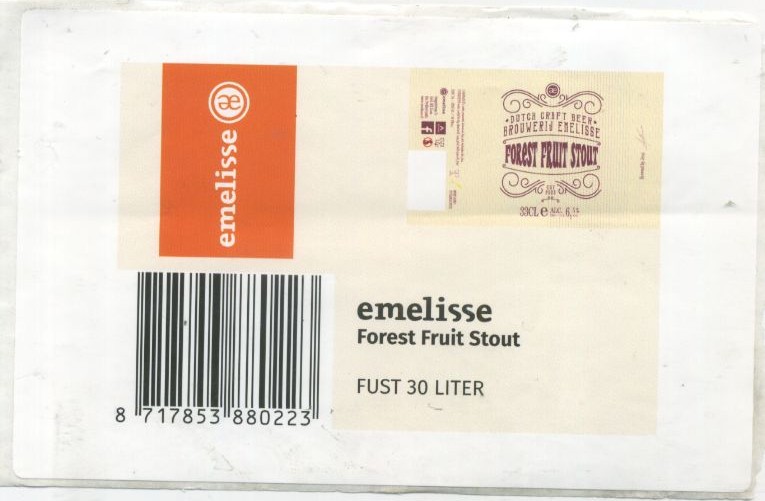 æ
emelisse
DUTCH CRAFT BEER
BROUWERIJ EMELISSE
FOREST FRUIT STOUT
33CL e ALC.
emelisse
Forest Fruit Stout
FUST 30 LITER
8 717853 880223